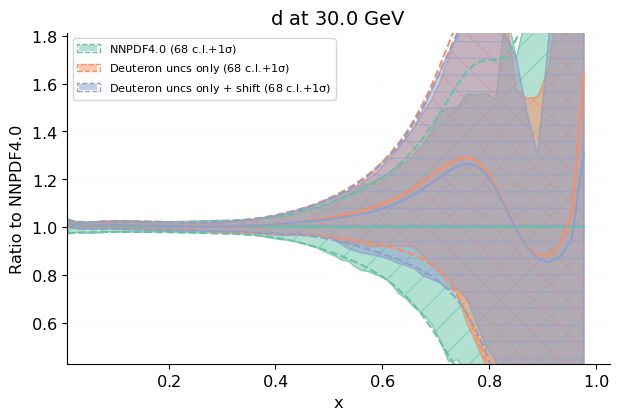 d at 30.0 GeV
NNPDF4.0 (68 c.l.+1σ)
Deuteron uncs only (68 c.l.+1σ)
Deuteron uncs only + shift (68 c.l.+1σ)
Ratio to NNPDF4.0
1.8
1.6
1.4
1.2
1.0
0.8
0.6
0.2
0.4
0.6
0.8
1.0
x